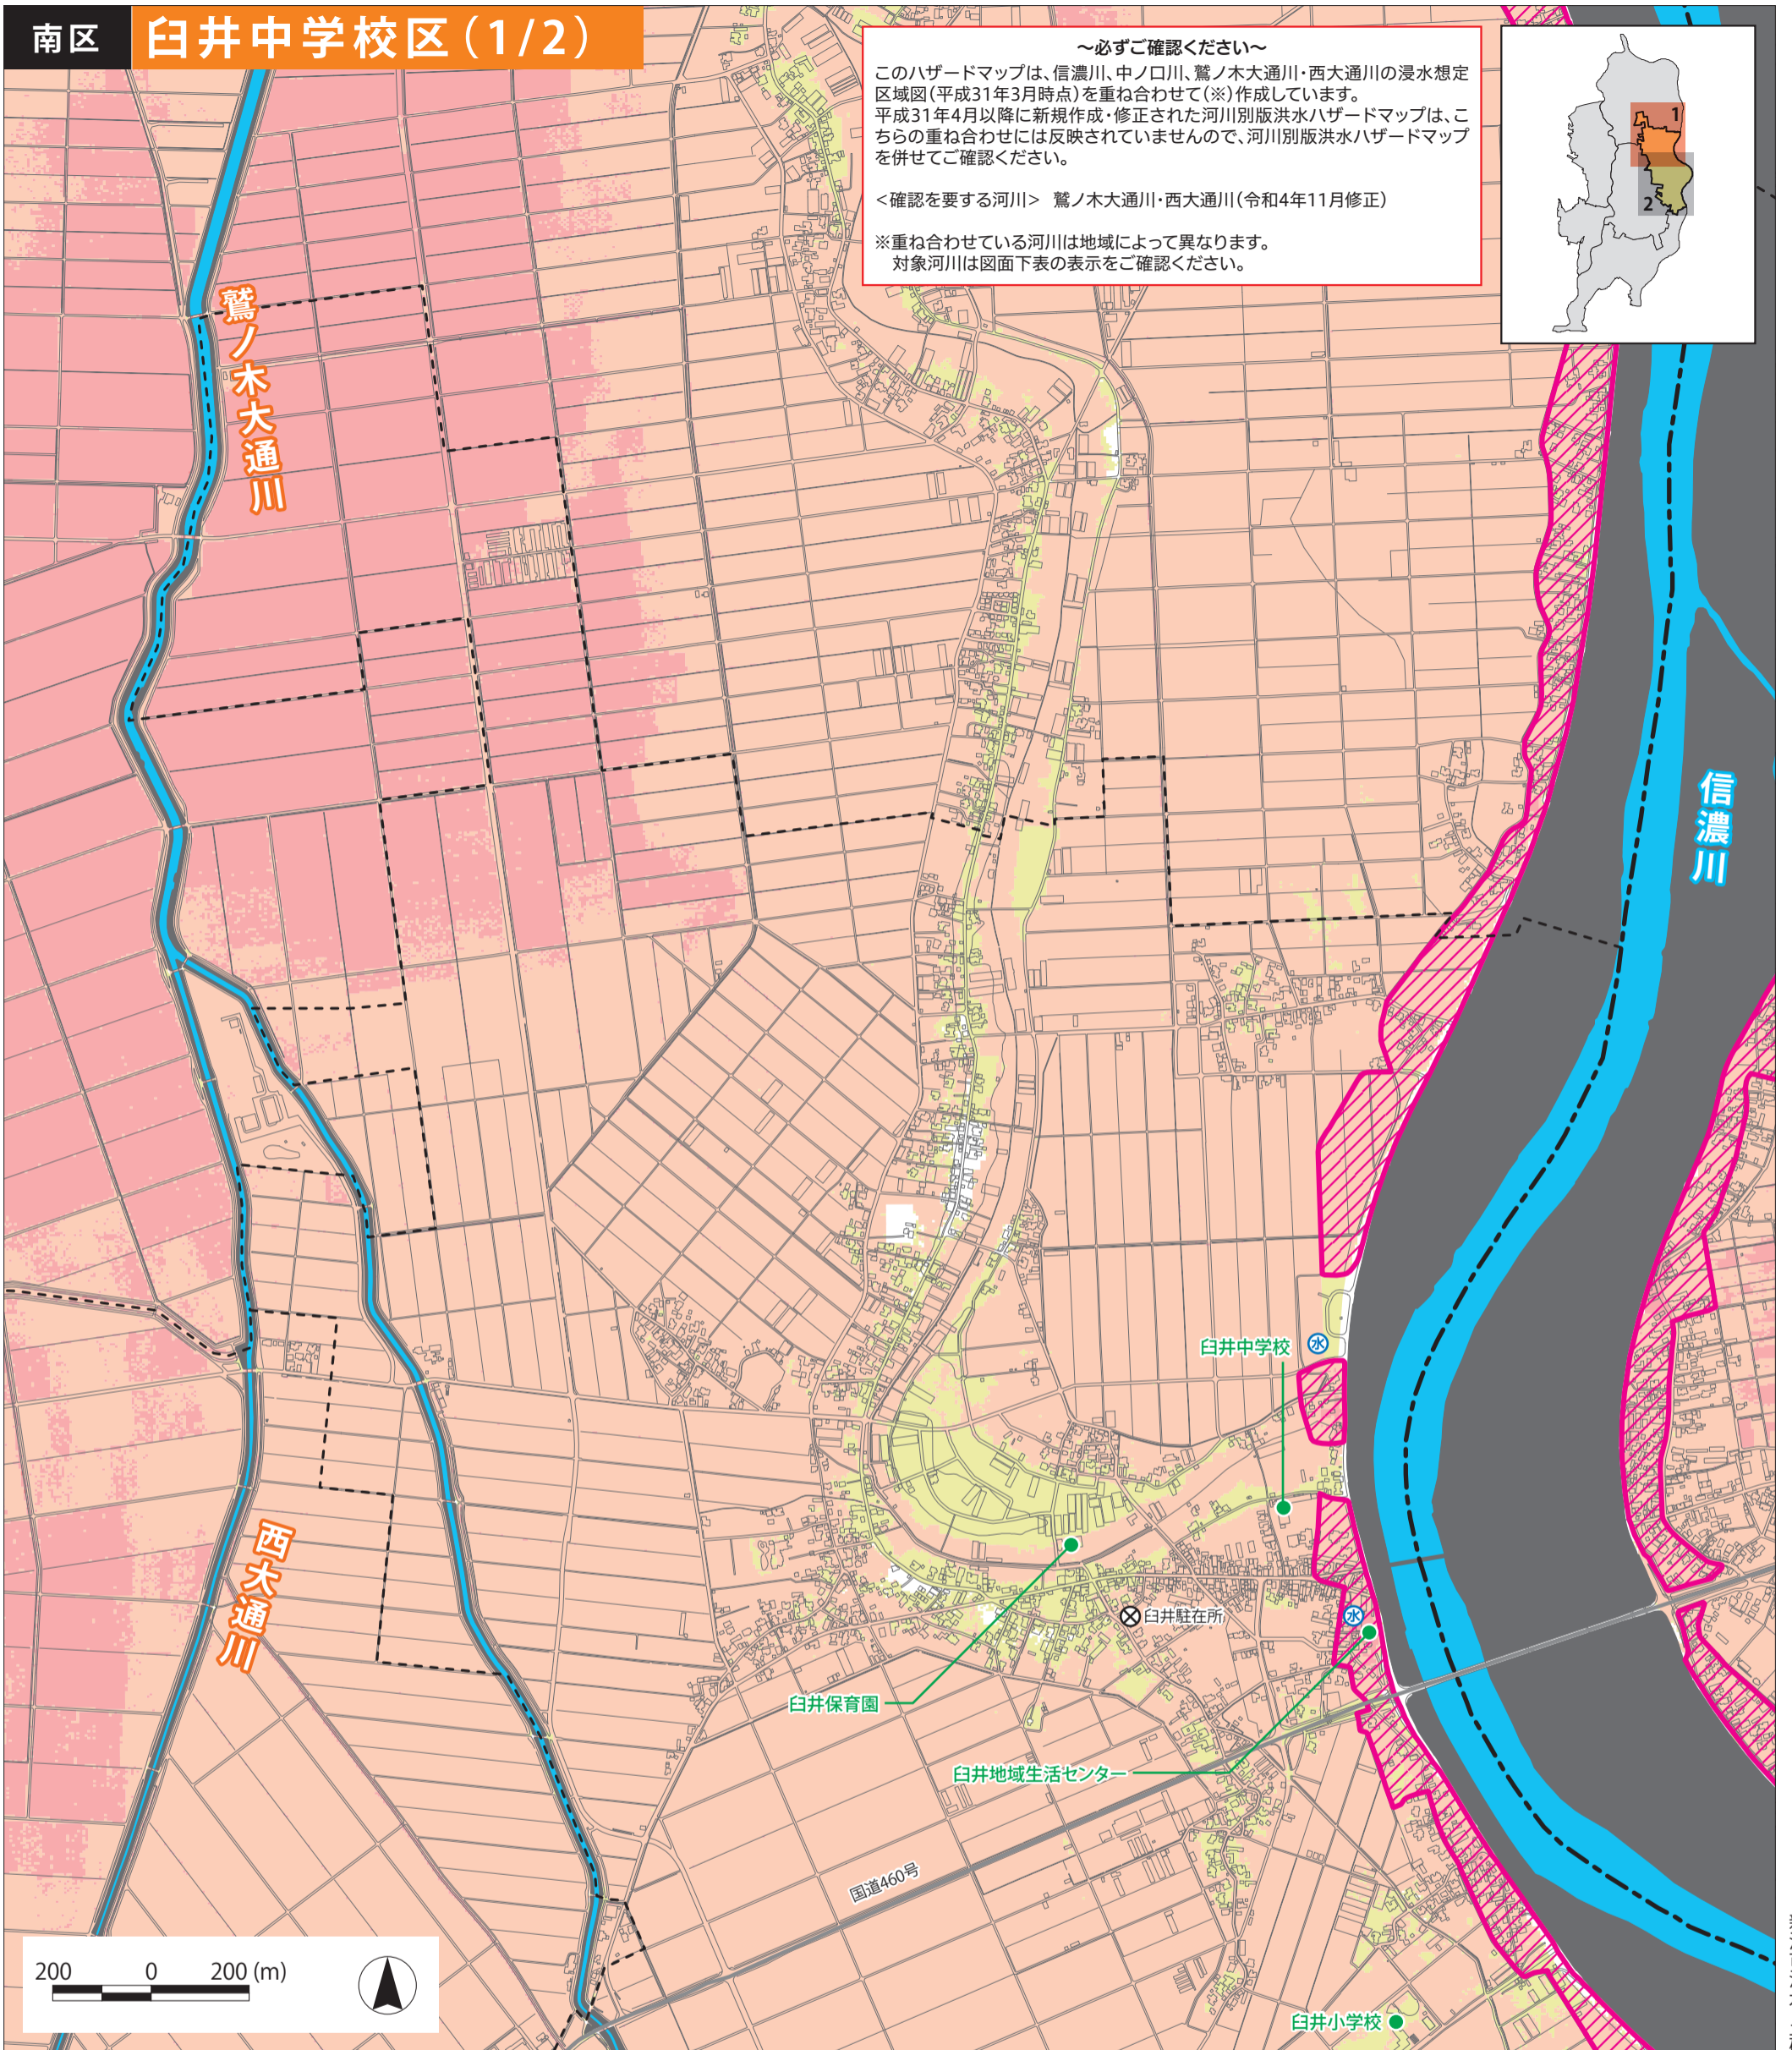 南区
臼井中学校区(1/2)
～必ずご確認ください～
このハザードマップは、信濃川、中ノ口川、鷲ノ木大通川・西大通川の浸水想定
区域図(平成31年3月時点)を重ね合わせて(※)作成しています。
平成31年4月以降に新規作成・修正された河川別版洪水ハザードマップは、こ
ちらの重ね合わせには反映されていませんので、河川別版洪水ハザードマップ
を併せてご確認ください。
<確認を要する河川> 鷲ノ木大通川・西大通川(令和4年11月修正)
※重ね合わせている河川は地域によって異なります。
対象河川は図面下表の表示をご確認ください。
1
2
鷲ノ木大通川
信濃川
臼井中学校
水
西大通川
水
臼井駐在所
臼井保育園
臼井地域生活センター
国道460号
200 0 200 (m)
臼井小学校